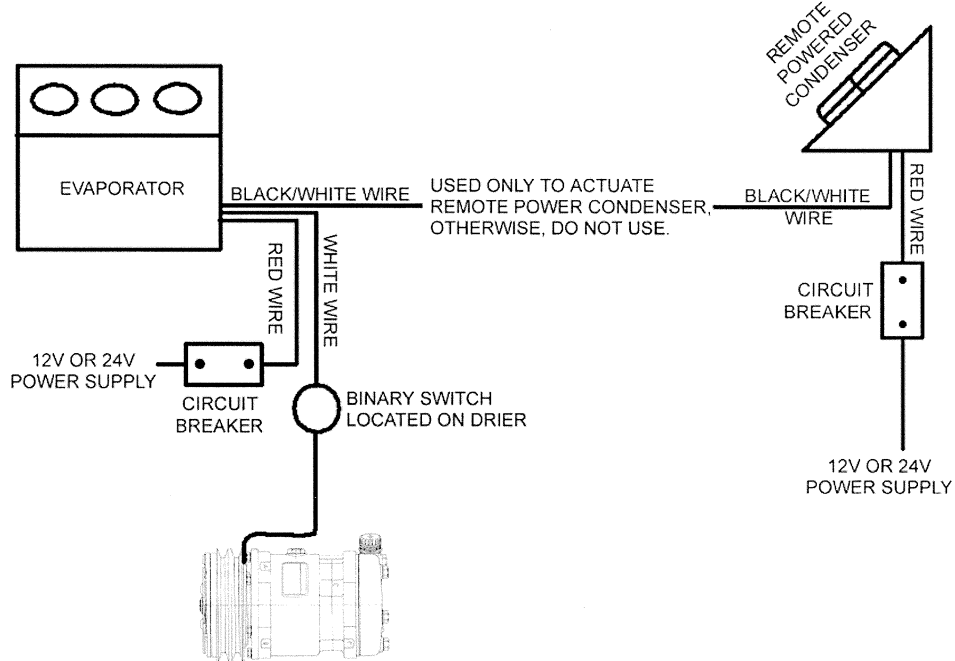 REMOTE
POWERED
CONDENSER
EVAPORATOR
BLACK/WHITE WIRE
USED ONLY TO ACTUATE
REMOTE POWER CONDENSER,
OTHERWISE, DO NOT USE.
BLACK/WHITE
WIRE
RED WIRE
RED WIRE
WHITE WIRE
CIRCUIT
BREAKER
12V OR 24V
POWER SUPPLY
CIRCUIT
BREAKER
BINARY SWITCH
LOCATED ON DRIER
12V OR 24V
POWER SUPPLY